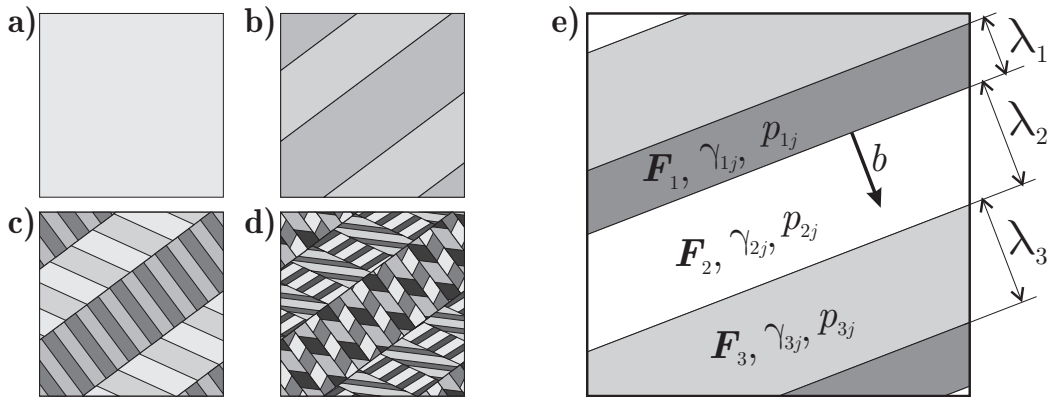 a)
b)
c)
d)
e)
F₁, γ₁ⱼ, p₁ⱼ
b
F₂, γ₂ⱼ, p₂ⱼ
F₃, γ₃ⱼ, p₃ⱼ
λ₁
λ₂
λ₃